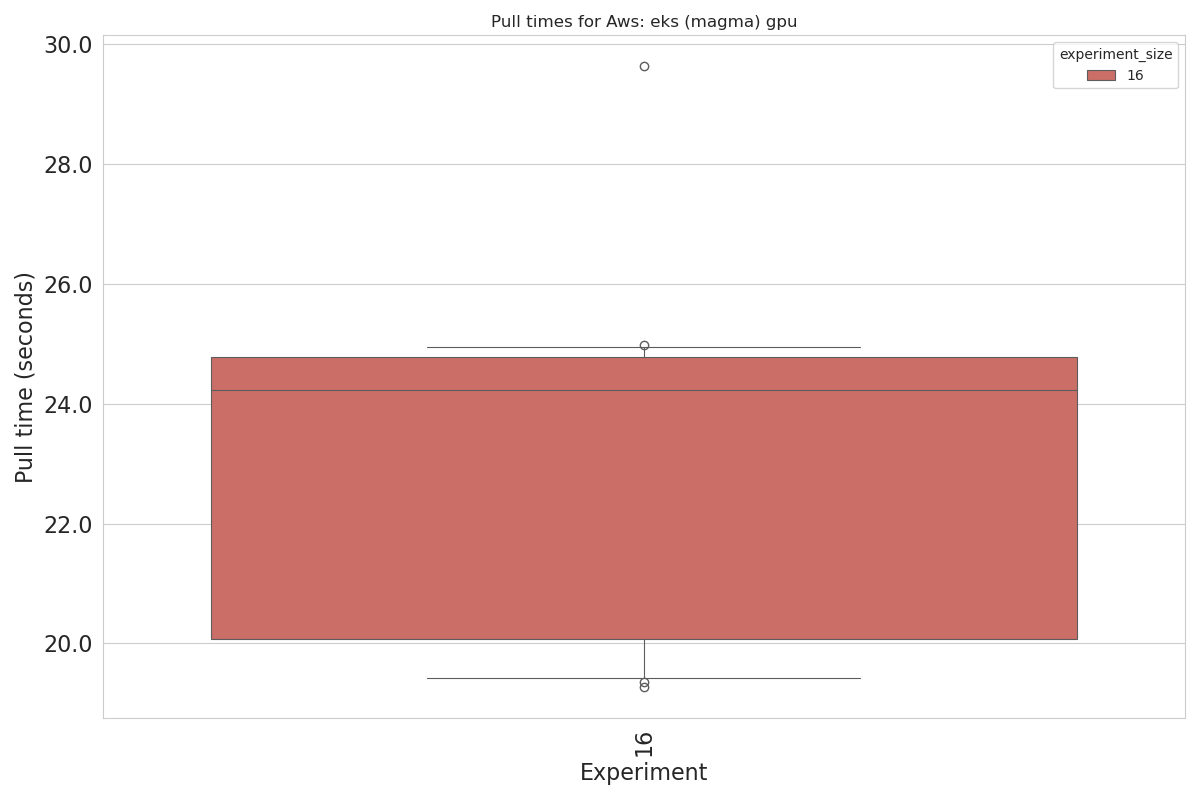 Pull times for Aws: eks (magma) gpu
experiment_size
16
30.0
28.0
26.0
24.0
22.0
20.0
Pull time (seconds)
16
Experiment